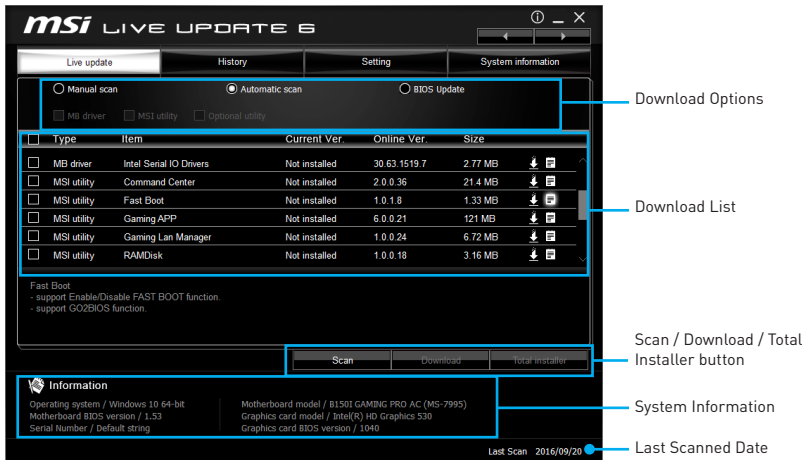 msi LIVE UPDATE 6
Live update History Setting System information
Manual scan Automatic scan BIOS Update
MB driver MSI utility Optional utility
Download Options
Type Item Current Ver. Online Ver. Size
MB driver Intel Serial IO Drivers Not installed 30.63.1519.7 2.77 MB
MSI utility Command Center Not installed 2.0.0.36 21.4 MB
MSI utility Fast Boot Not installed 1.0.1.8 1.33 MB
Download List
MSI utility Gaming APP Not installed 6.0.0.21 121 MB
MSI utility Gaming Lan Manager Not installed 1.0.0.24 6.72 MB
MSI utility RAMDisk Not installed 1.0.0.18 3.16 MB
Fast Boot
- support Enable/Disable FAST BOOT function.
- support GO2BIOS function.
Scan Download Total installer
Scan / Download / Total
Installer button
Information
Operating system / Windows 10 64-bit Motherboard model / B150I GAMING PRO AC (MS-7995)
Motherboard BIOS version / 1.53 Graphics card model / Intel(R) HD Graphics 530
Serial Number / Default string Graphics card BIOS version / 1040
System Information
Last Scan 2016/09/20
Last Scanned Date